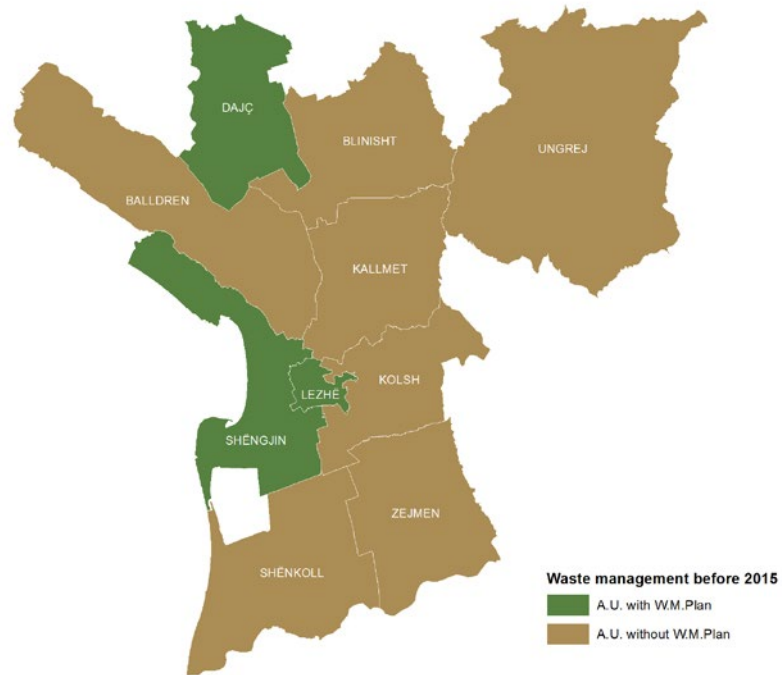 DAJÇ
BLINISHT
UNGREJ
BALLDREN
KALLMET
LEZHË
KOLSH
SHËNGJIN
ZEJMEN
SHËNKOLL
Waste management before 2015
A.U. with W.M.Plan
A.U. without W.M.Plan